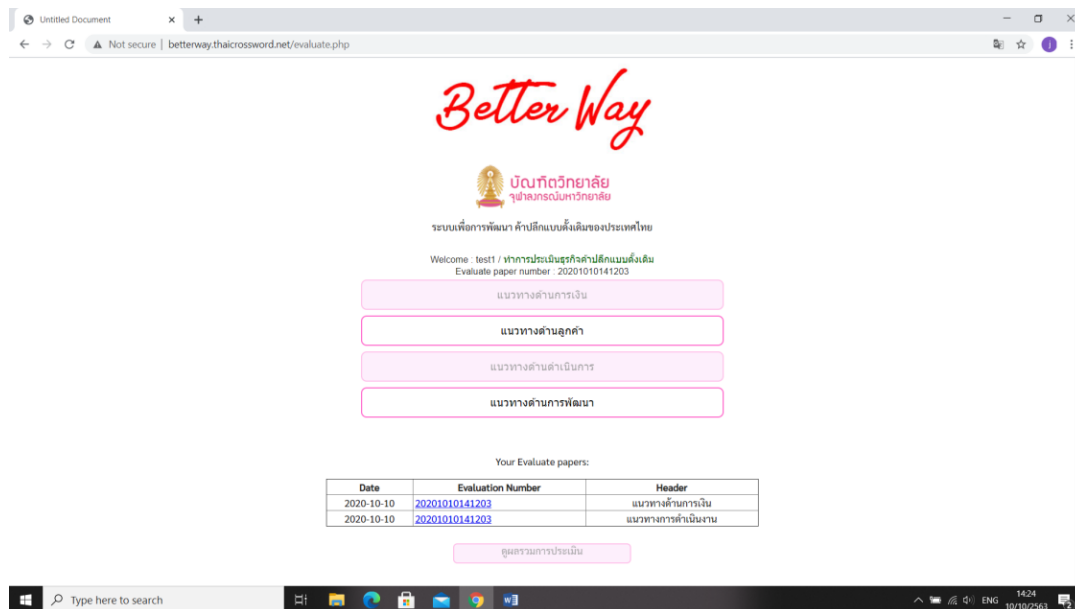 Untitled Document
Not secure | betterway.thaicrossword.net/evaluate.php
Better Way
บัณฑิตวิทยาลัย
จุฬาลงกรณ์มหาวิทยาลัย
ระบบเพื่อการพัฒนา ค้าปลีกแบบดั้งเดิมของประเทศไทย
Welcome : test1 / ทำการประเมินธุรกิจค้าปลีกแบบดั้งเดิม
Evaluate paper number : 20201010141203
แนวทางด้านการเงิน
แนวทางด้านลูกค้า
แนวทางด้านดำเนินการ
แนวทางด้านการพัฒนา
Your Evaluate papers:
Date Evaluation Number Header
2020-10-10 20201010141203 แนวทางด้านการเงิน
2020-10-10 20201010141203 แนวทางการดำเนินงาน
ดูผลรวมการประเมิน
Type here to search
ENG
14:24
10/10/2563